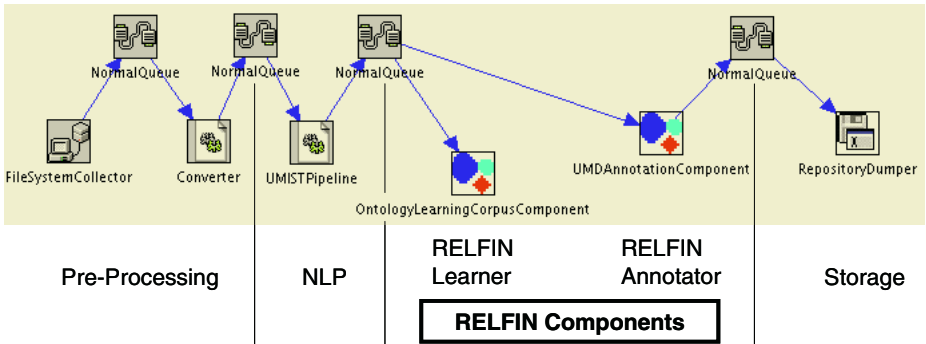 NormalQueue
NormalQueue
NormalQueue
NormalQueue
FileSystemCollector
Converter
UMISTPipeline
UMDAnnotationComponent
RepositoryDumper
OntologyLearningCorpusComponent
Pre-Processing
NLP
RELFIN
Learner
RELFIN
Annotator
Storage
RELFIN Components
X